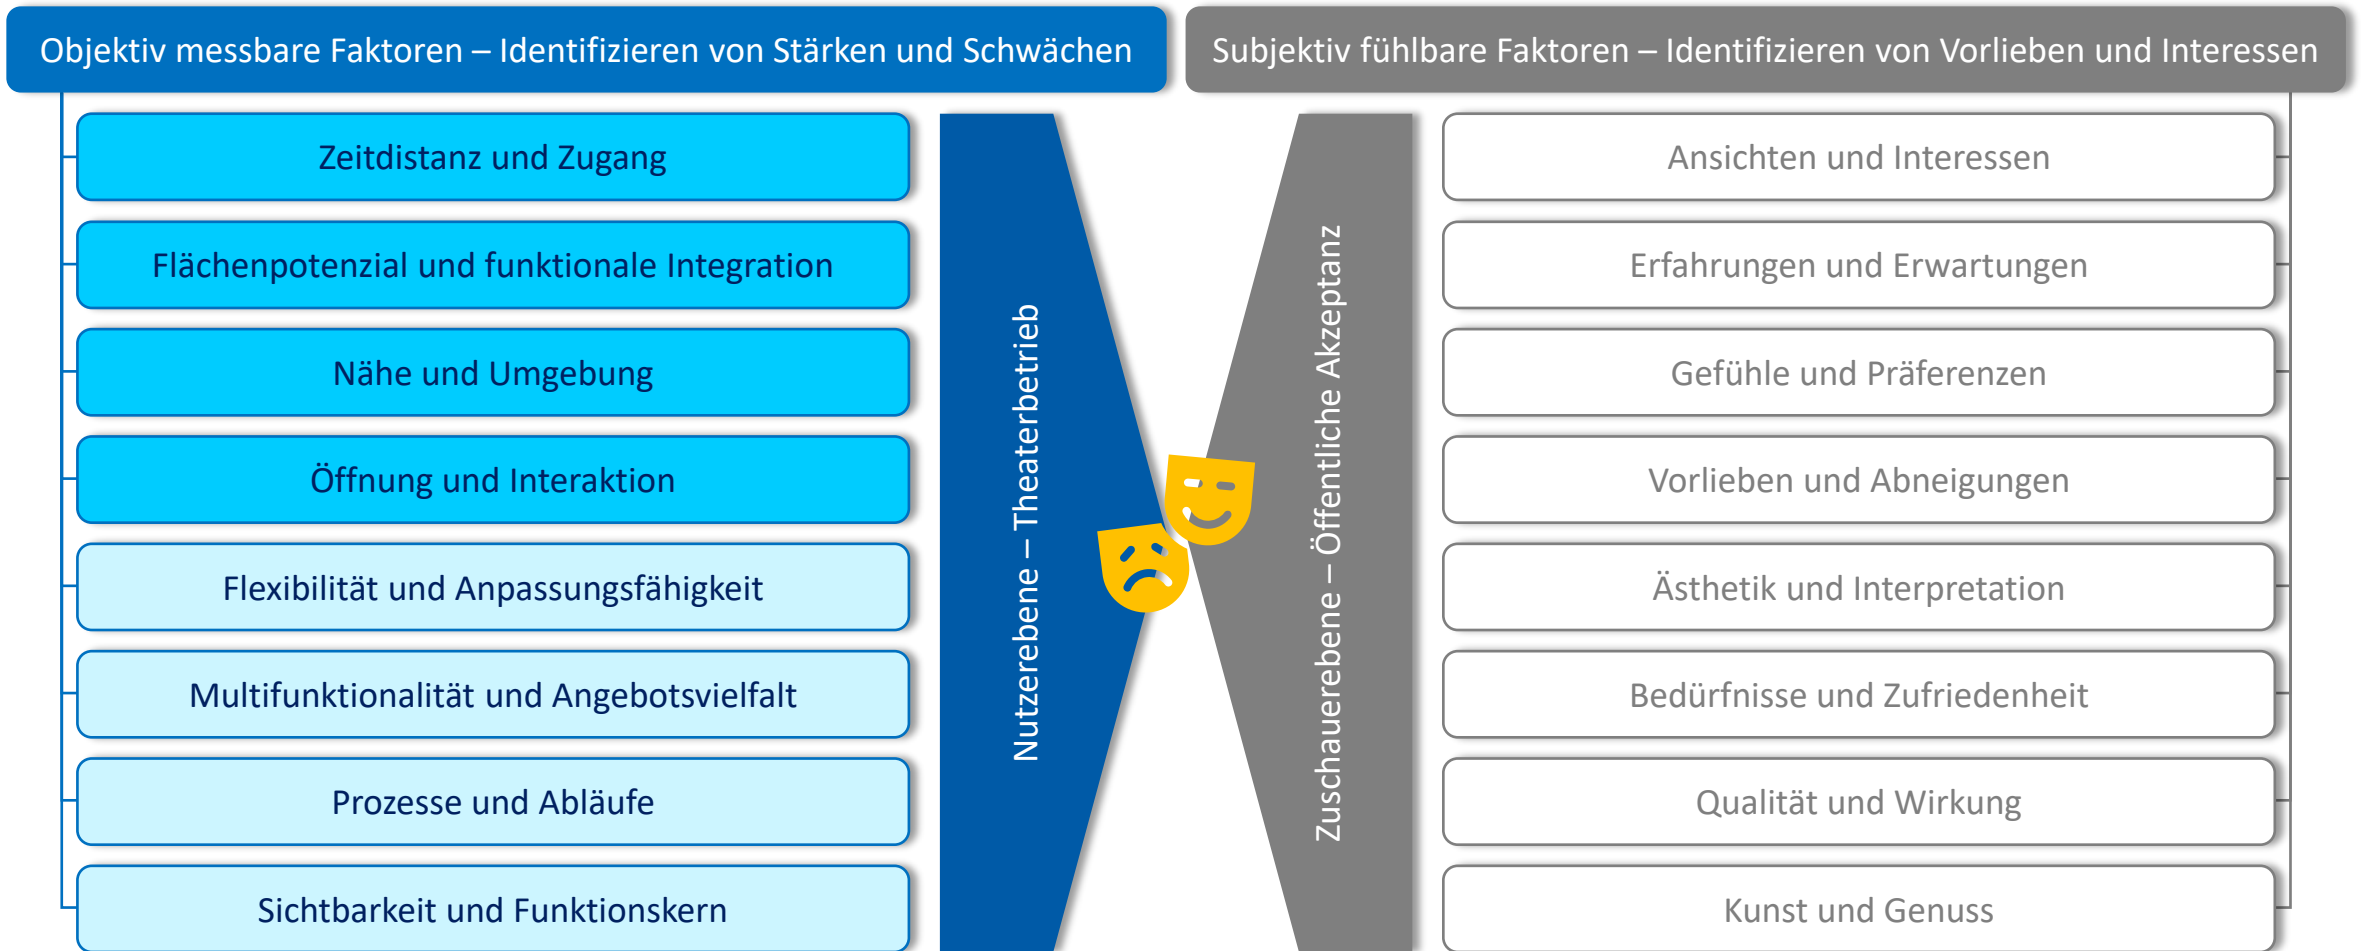 Objektiv messbare Faktoren – Identifizieren von Stärken und Schwächen
Zeitdistanz und Zugang
Flächenpotenzial und funktionale Integration
Nähe und Umgebung
Öffnung und Interaktion
Flexibilität und Anpassungsfähigkeit
Multifunktionalität und Angebotsvielfalt
Prozesse und Abläufe
Sichtbarkeit und Funktionskern
Nutzerebene – Theaterbetrieb
Zuschauerebene – Öffentliche Akzeptanz
Subjektiv fühlbare Faktoren – Identifizieren von Vorlieben und Interessen
Ansichten und Interessen
Erfahrungen und Erwartungen
Gefühle und Präferenzen
Vorlieben und Abneigungen
Ästhetik und Interpretation
Bedürfnisse und Zufriedenheit
Qualität und Wirkung
Kunst und Genuss